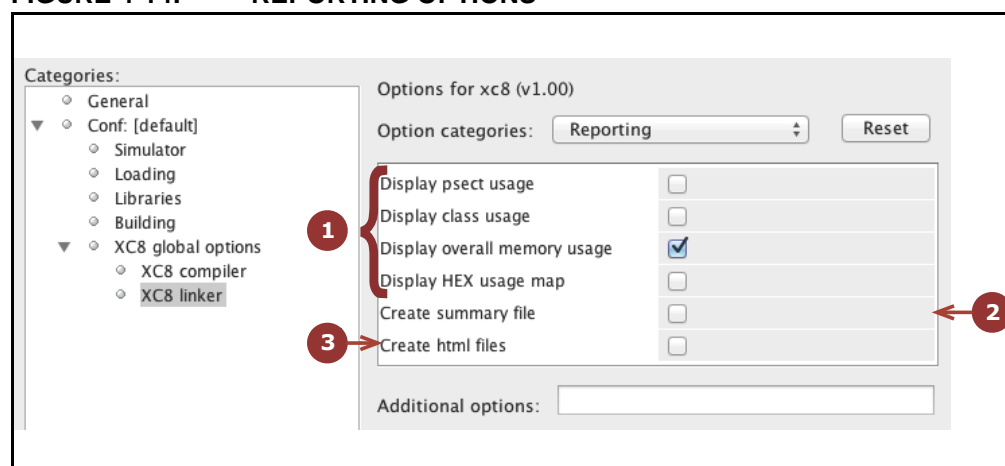 Categories:
General
Conf: [default]
Simulator
Loading
Libraries
Building
XC8 global options
XC8 compiler
XC8 linker
Options for xc8 (v1.00)
Option categories: Reporting Reset
1
Display psect usage
Display class usage
Display overall memory usage
Display HEX usage map
Create summary file
2
3
Create html files
Additional options: